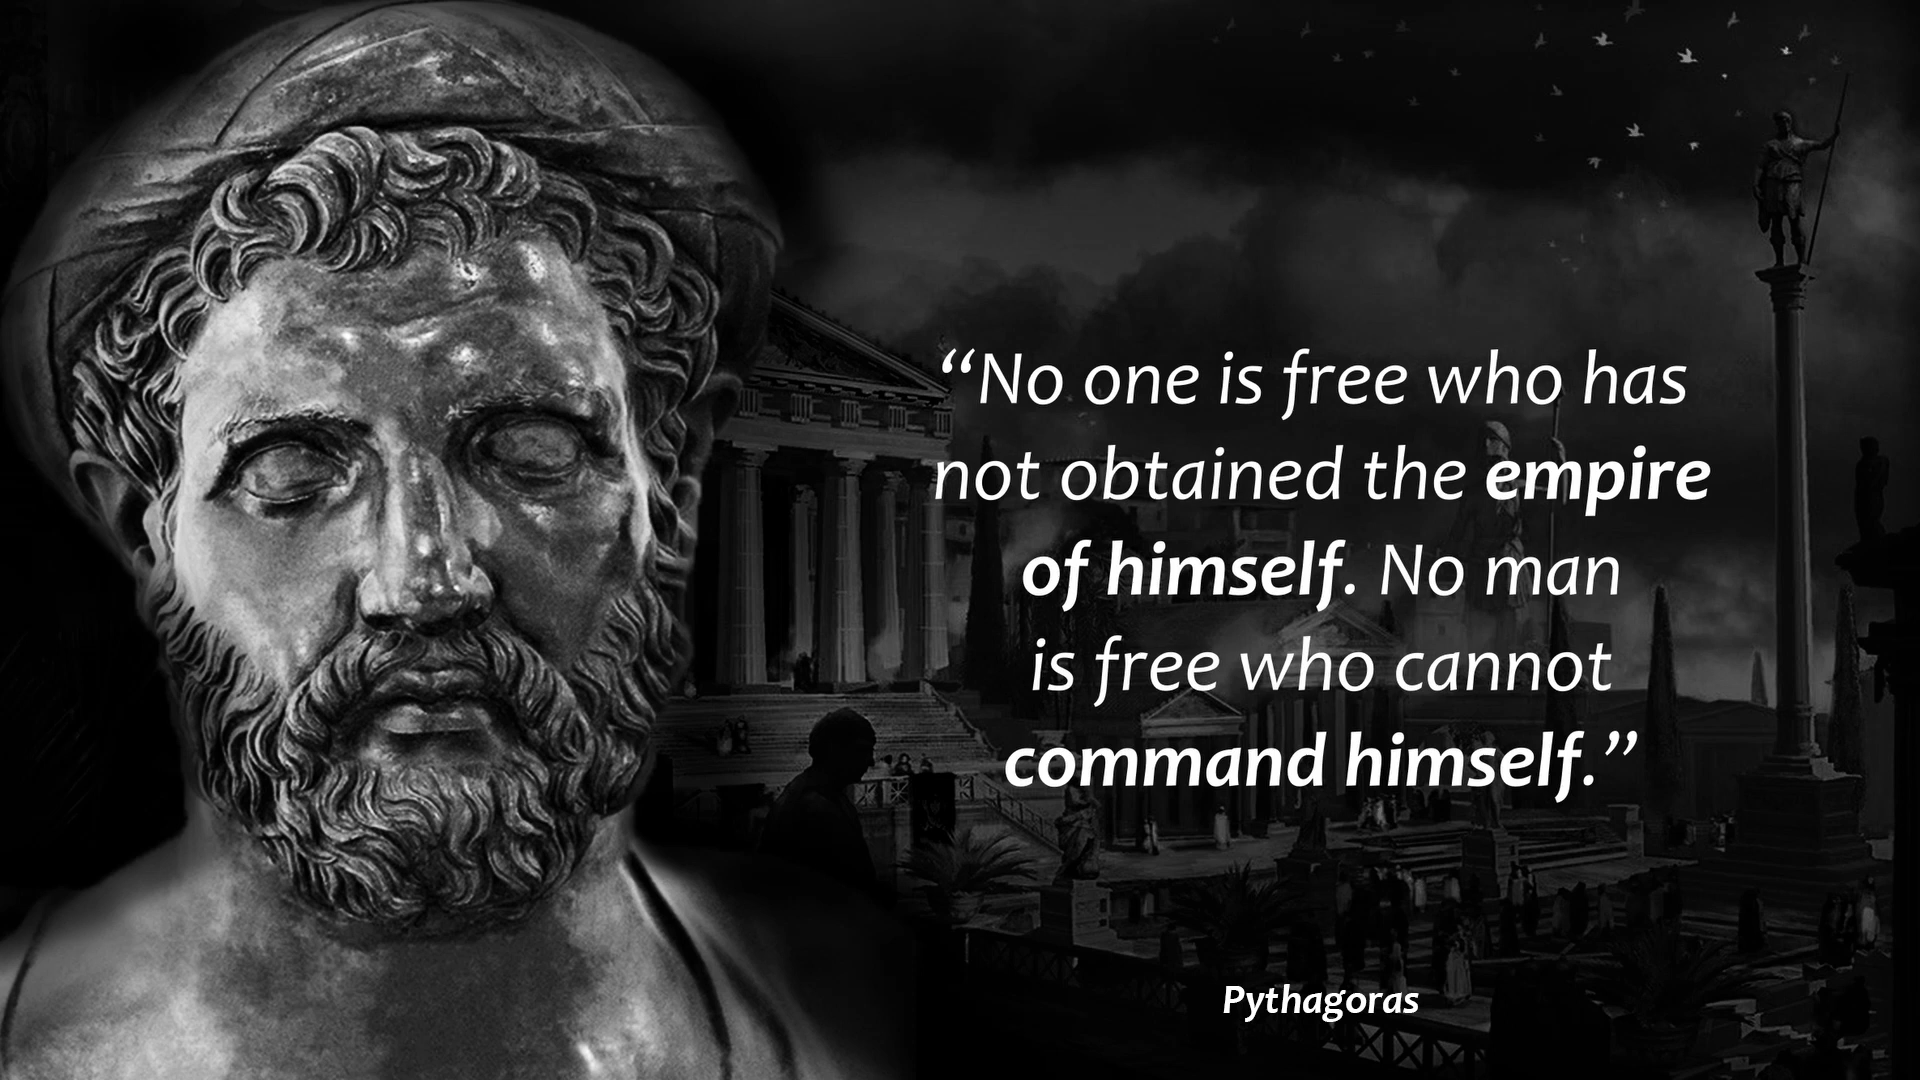 “No one is free who has
not obtained the empire
of himself. No man
is free who cannot
command himself.”
Pythagoras